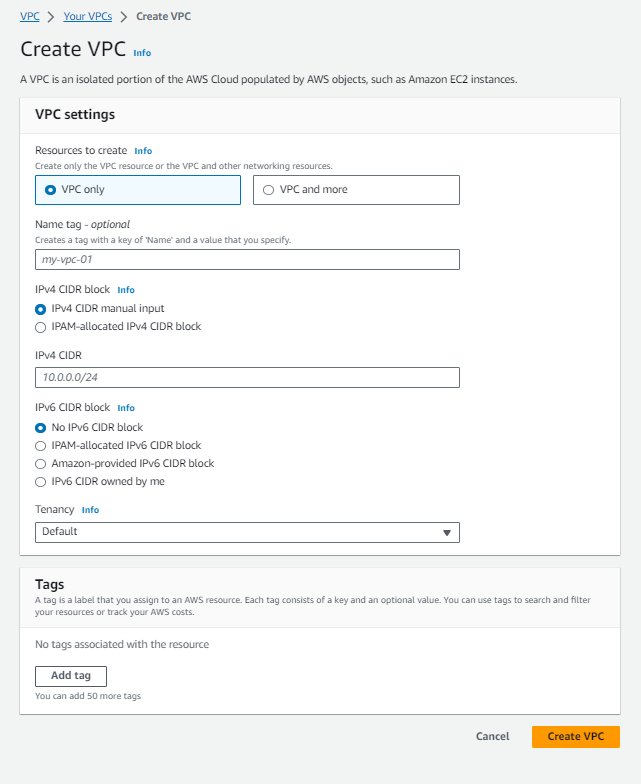 VPC > Your VPCs > Create VPC
Create VPC Info
A VPC is an isolated portion of the AWS Cloud populated by AWS objects, such as Amazon EC2 instances.
VPC settings
Resources to create Info
Create only the VPC resource or the VPC and other networking resources.
VPC only
VPC and more
Name tag - optional
Creates a tag with a key of 'Name' and a value that you specify.
my-vpc-01
IPv4 CIDR block Info
IPv4 CIDR manual input
IPAM-allocated IPv4 CIDR block
IPv4 CIDR
10.0.0.0/24
IPv6 CIDR block Info
No IPv6 CIDR block
IPAM-allocated IPv6 CIDR block
Amazon-provided IPv6 CIDR block
IPv6 CIDR owned by me
Tenancy Info
Default
Tags
A tag is a label that you assign to an AWS resource. Each tag consists of a key and an optional value. You can use tags to search and filter
your resources or track your AWS costs.
No tags associated with the resource
Add tag
You can add 50 more tags
Cancel
Create VPC